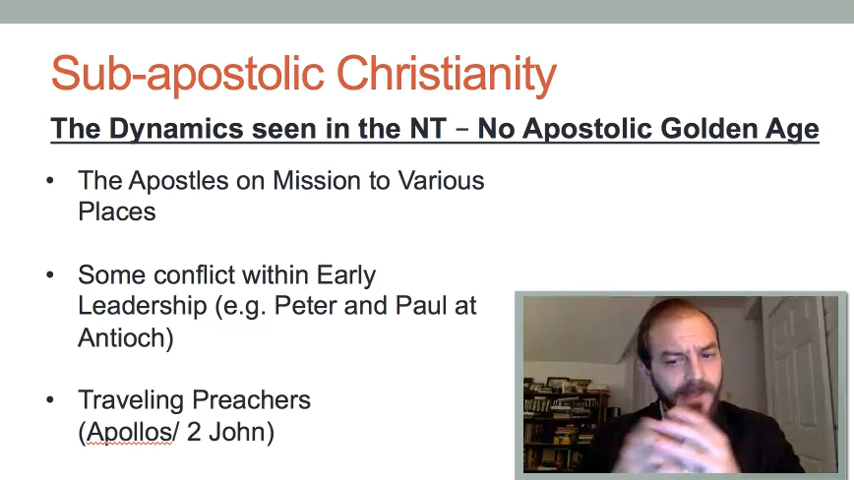 Sub-apostolic Christianity
The Dynamics seen in the NT – No Apostolic Golden Age
• The Apostles on Mission to Various
Places
• Some conflict within Early
Leadership (e.g. Peter and Paul at
Antioch)
• Traveling Preachers
(Apollos/ 2 John)